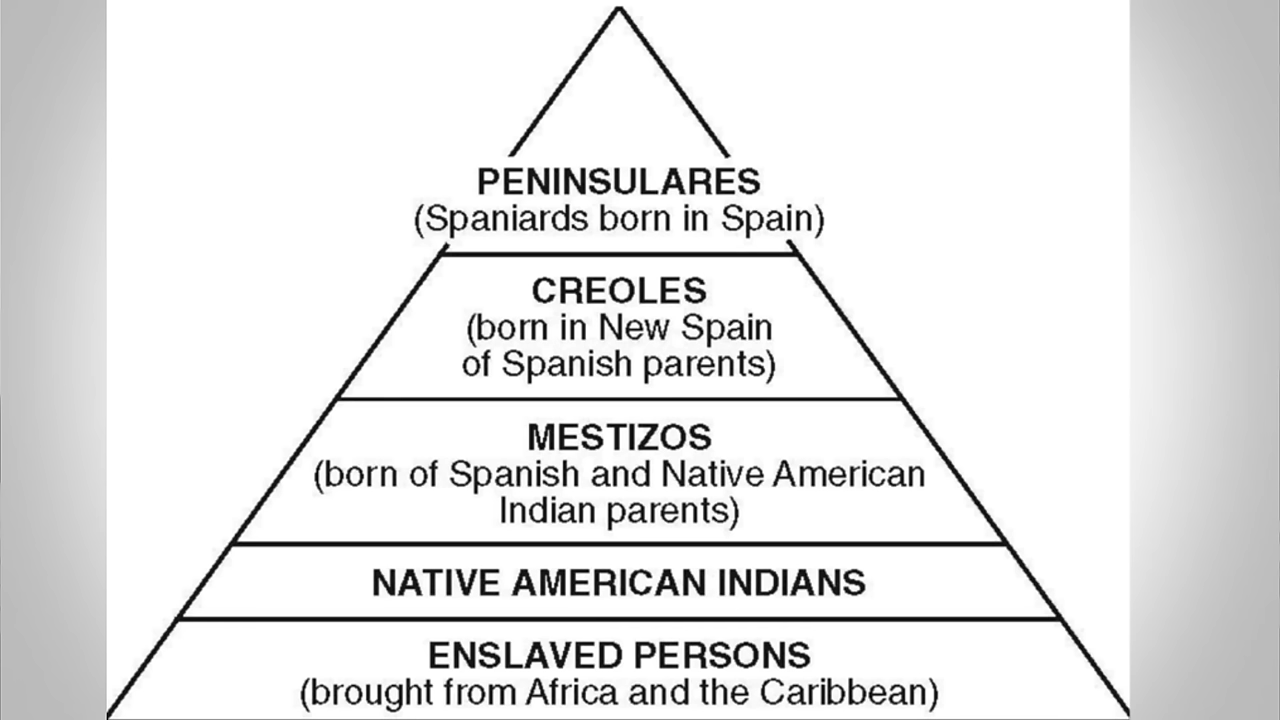 PENINSULARES
(Spaniards born in Spain)
CREOLES
(born in New Spain
of Spanish parents)
MESTIZOS
(born of Spanish and Native American
Indian parents)
NATIVE AMERICAN INDIANS
ENSLAVED PERSONS
(brought from Africa and the Caribbean)